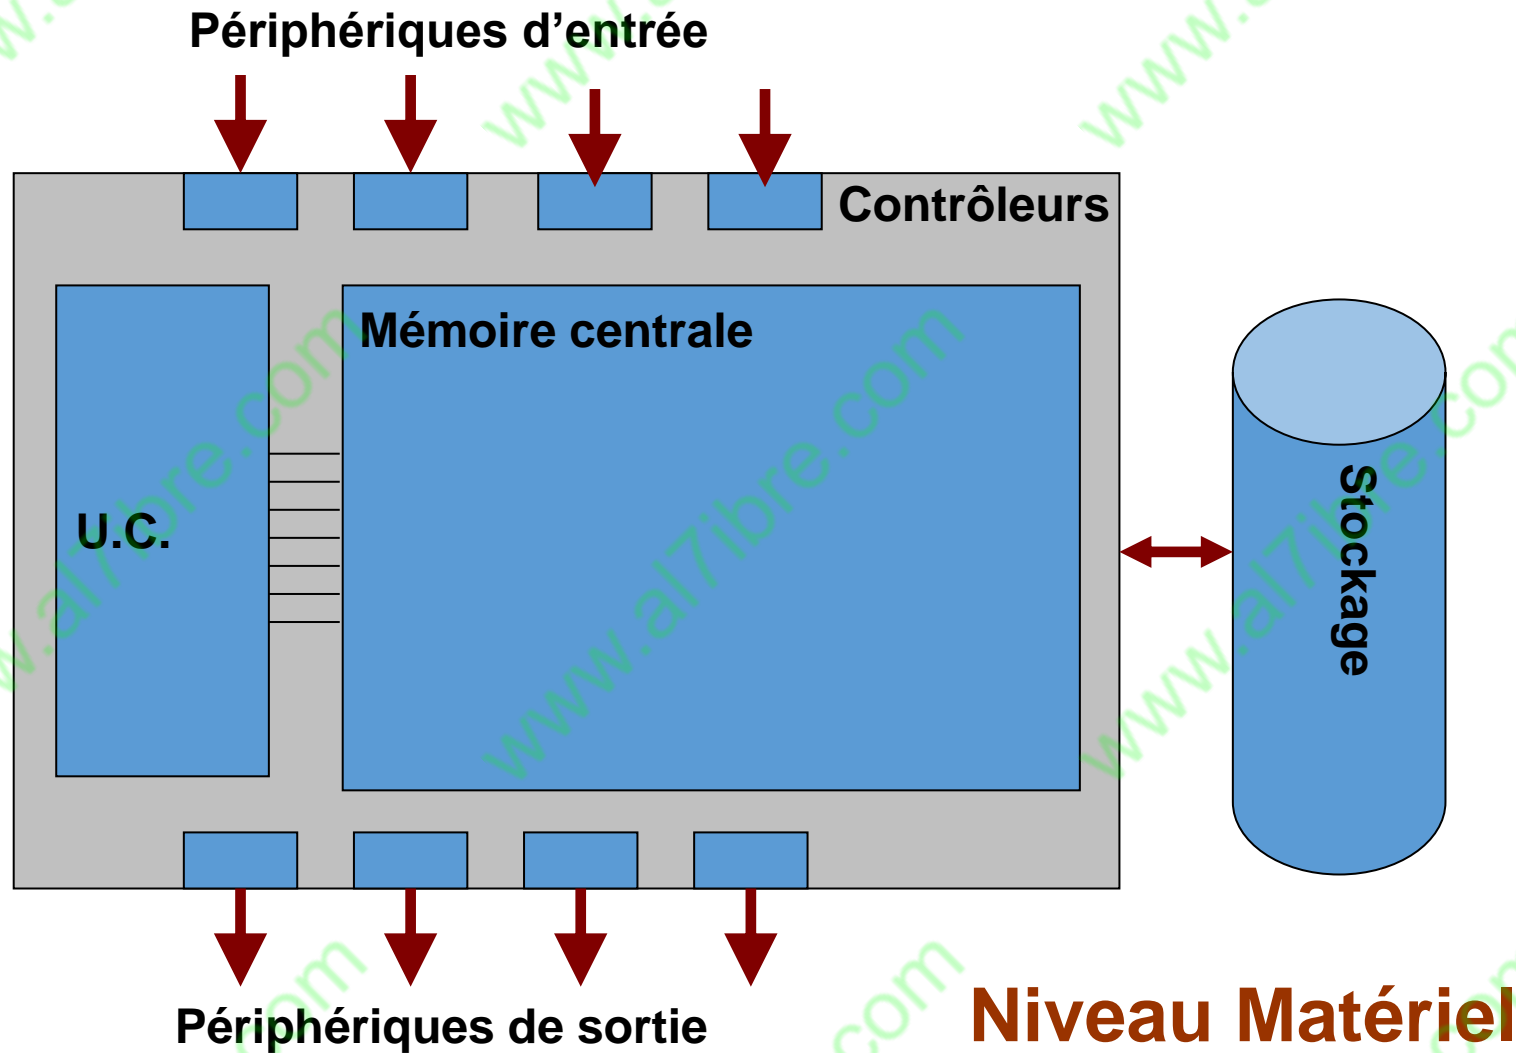 Périphériques d’entrée
Contrôleurs
Mémoire centrale
U.C.
Stockage
Périphériques de sortie
Niveau Matériel
www.al7ibre.com